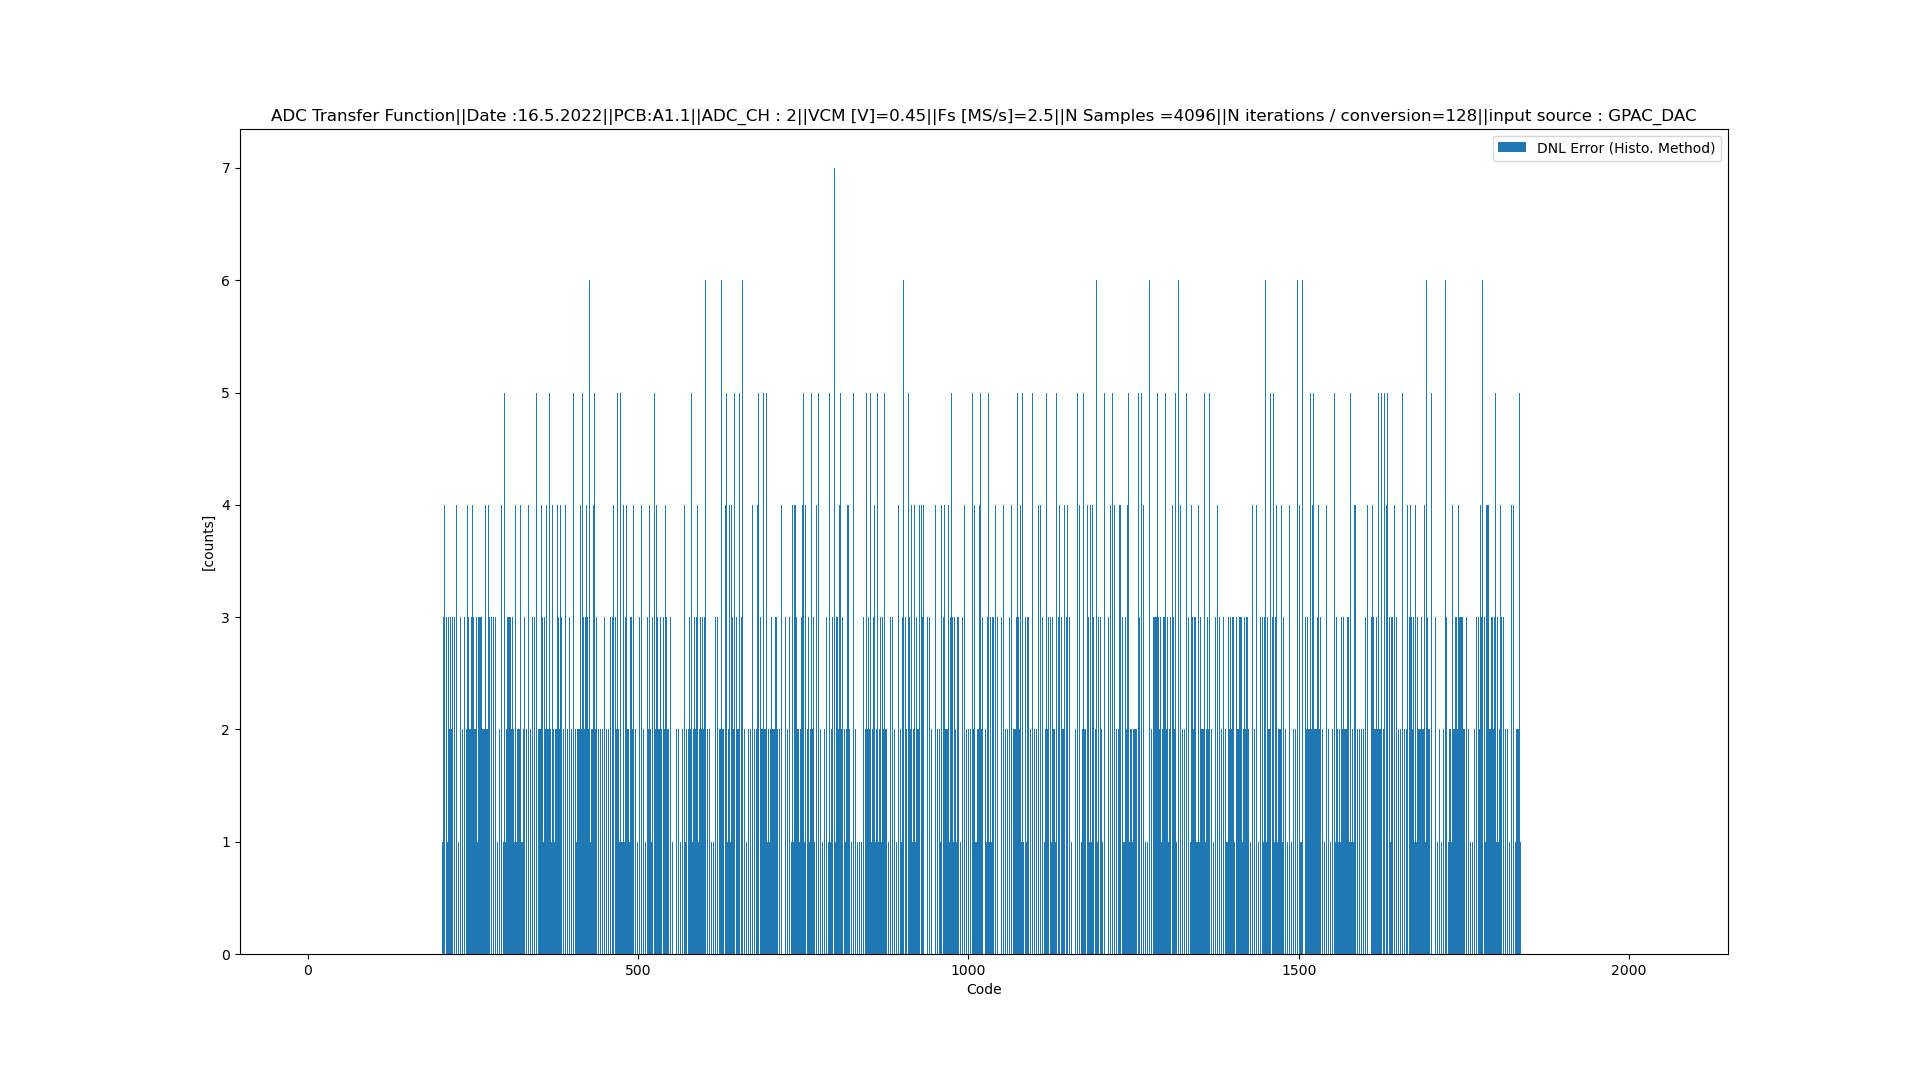 ADC Transfer Function||Date :16.5.2022||PCB:A1.1||ADC_CH : 2||VCM [V]=0.45||Fs [MS/s]=2.5||N Samples =4096||N iterations / conversion=128||input source : GPAC_DAC
DNL Error (Histo. Method)
7
6
5
4
3
2
1
0
[counts]
0 500 1000 1500 2000
Code